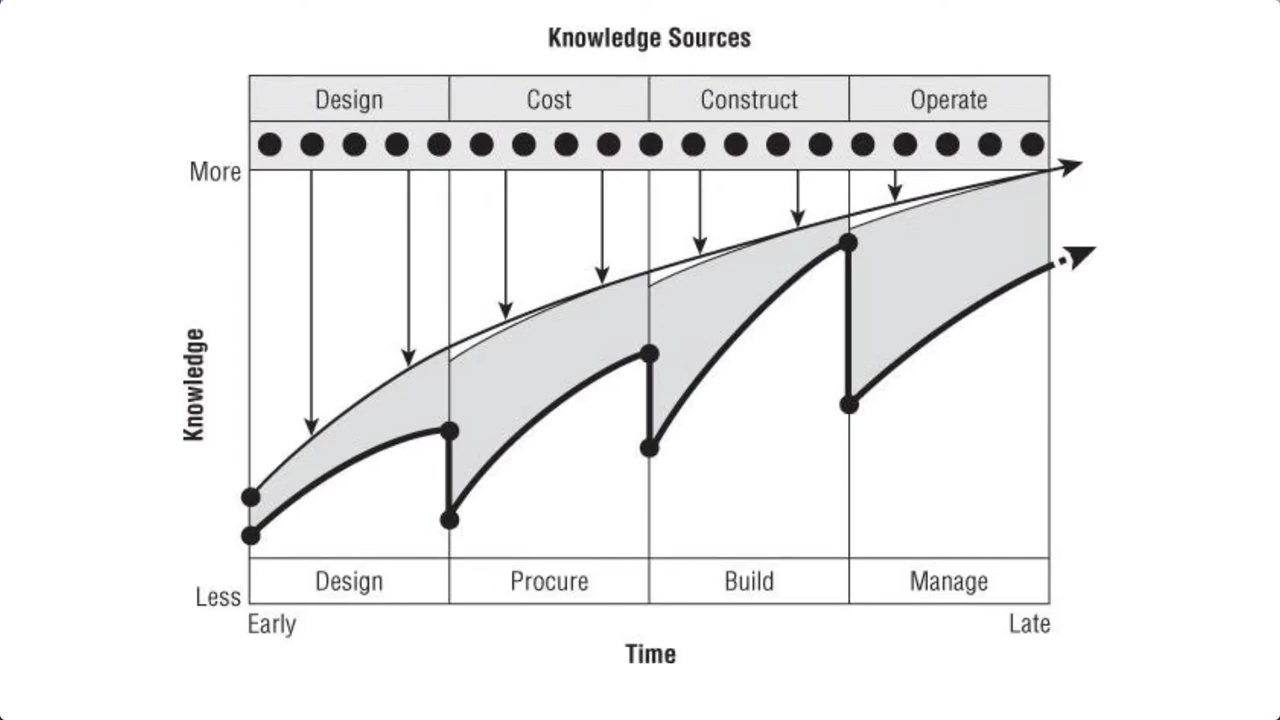 Knowledge Sources
Design Cost Construct Operate
More
Knowledge
Design Procure Build Manage
Less
Early Late
Time